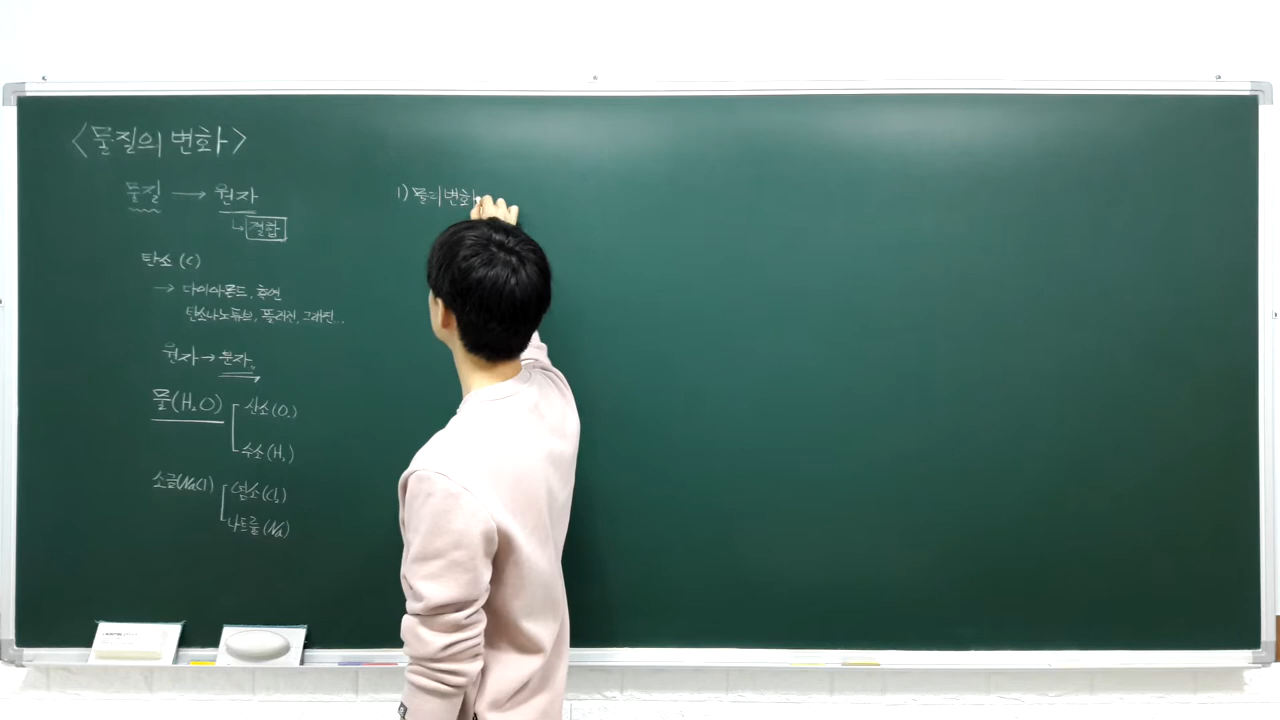 <물질의 변화>
물질 → 원자
↳ 결합
탄소 (C)
→ 다이아몬드, 흑연
탄소나노튜브, 풀러렌, 그래핀...
원자 → 분자
물(H₂O) 산소(O₂)
수소(H₂)
소금(NaCl) 염소(Cl₂)
나트륨(Na)
1) 물리변화